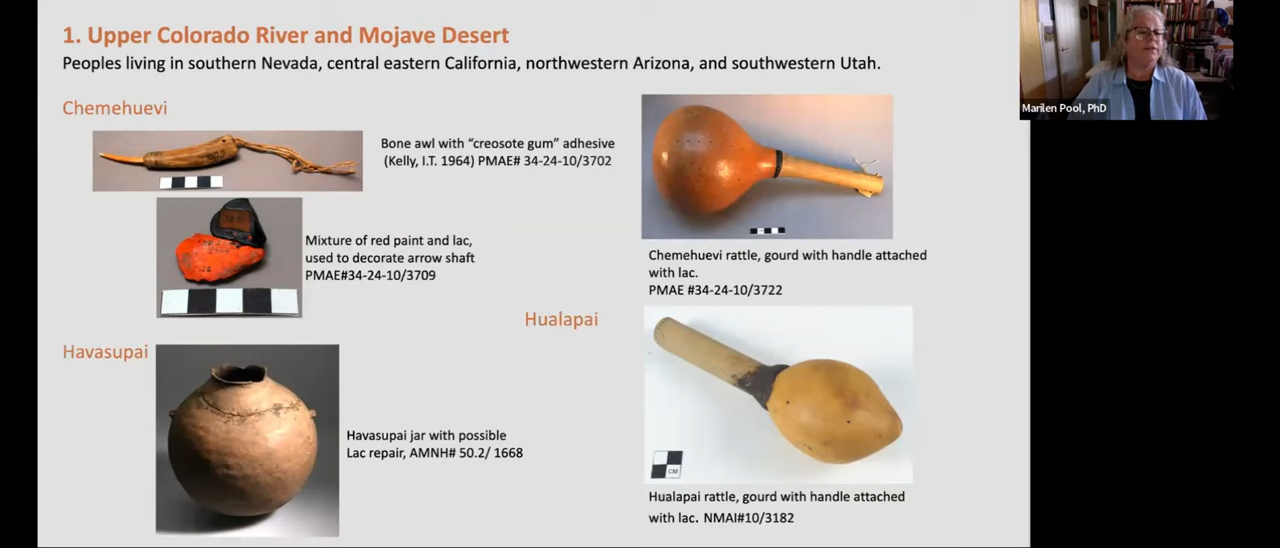 1. Upper Colorado River and Mojave Desert
Peoples living in southern Nevada, central eastern California, northwestern Arizona, and southwestern Utah.
Chemehuevi
Bone awl with “creosote gum” adhesive
(Kelly, I.T. 1964) PMAE# 34-24-10/3702
Mixture of red paint and lac,
used to decorate arrow shaft
PMAE#34-24-10/3709
Chemehuevi rattle, gourd with handle attached
with lac.
PMAE #34-24-10/3722
Havasupai
Havasupai jar with possible
Lac repair, AMNH# 50.2/ 1668
Hualapai
CM
Hualapai rattle, gourd with handle attached
with lac. NMAI#10/3182
Marilen Pool, PhD